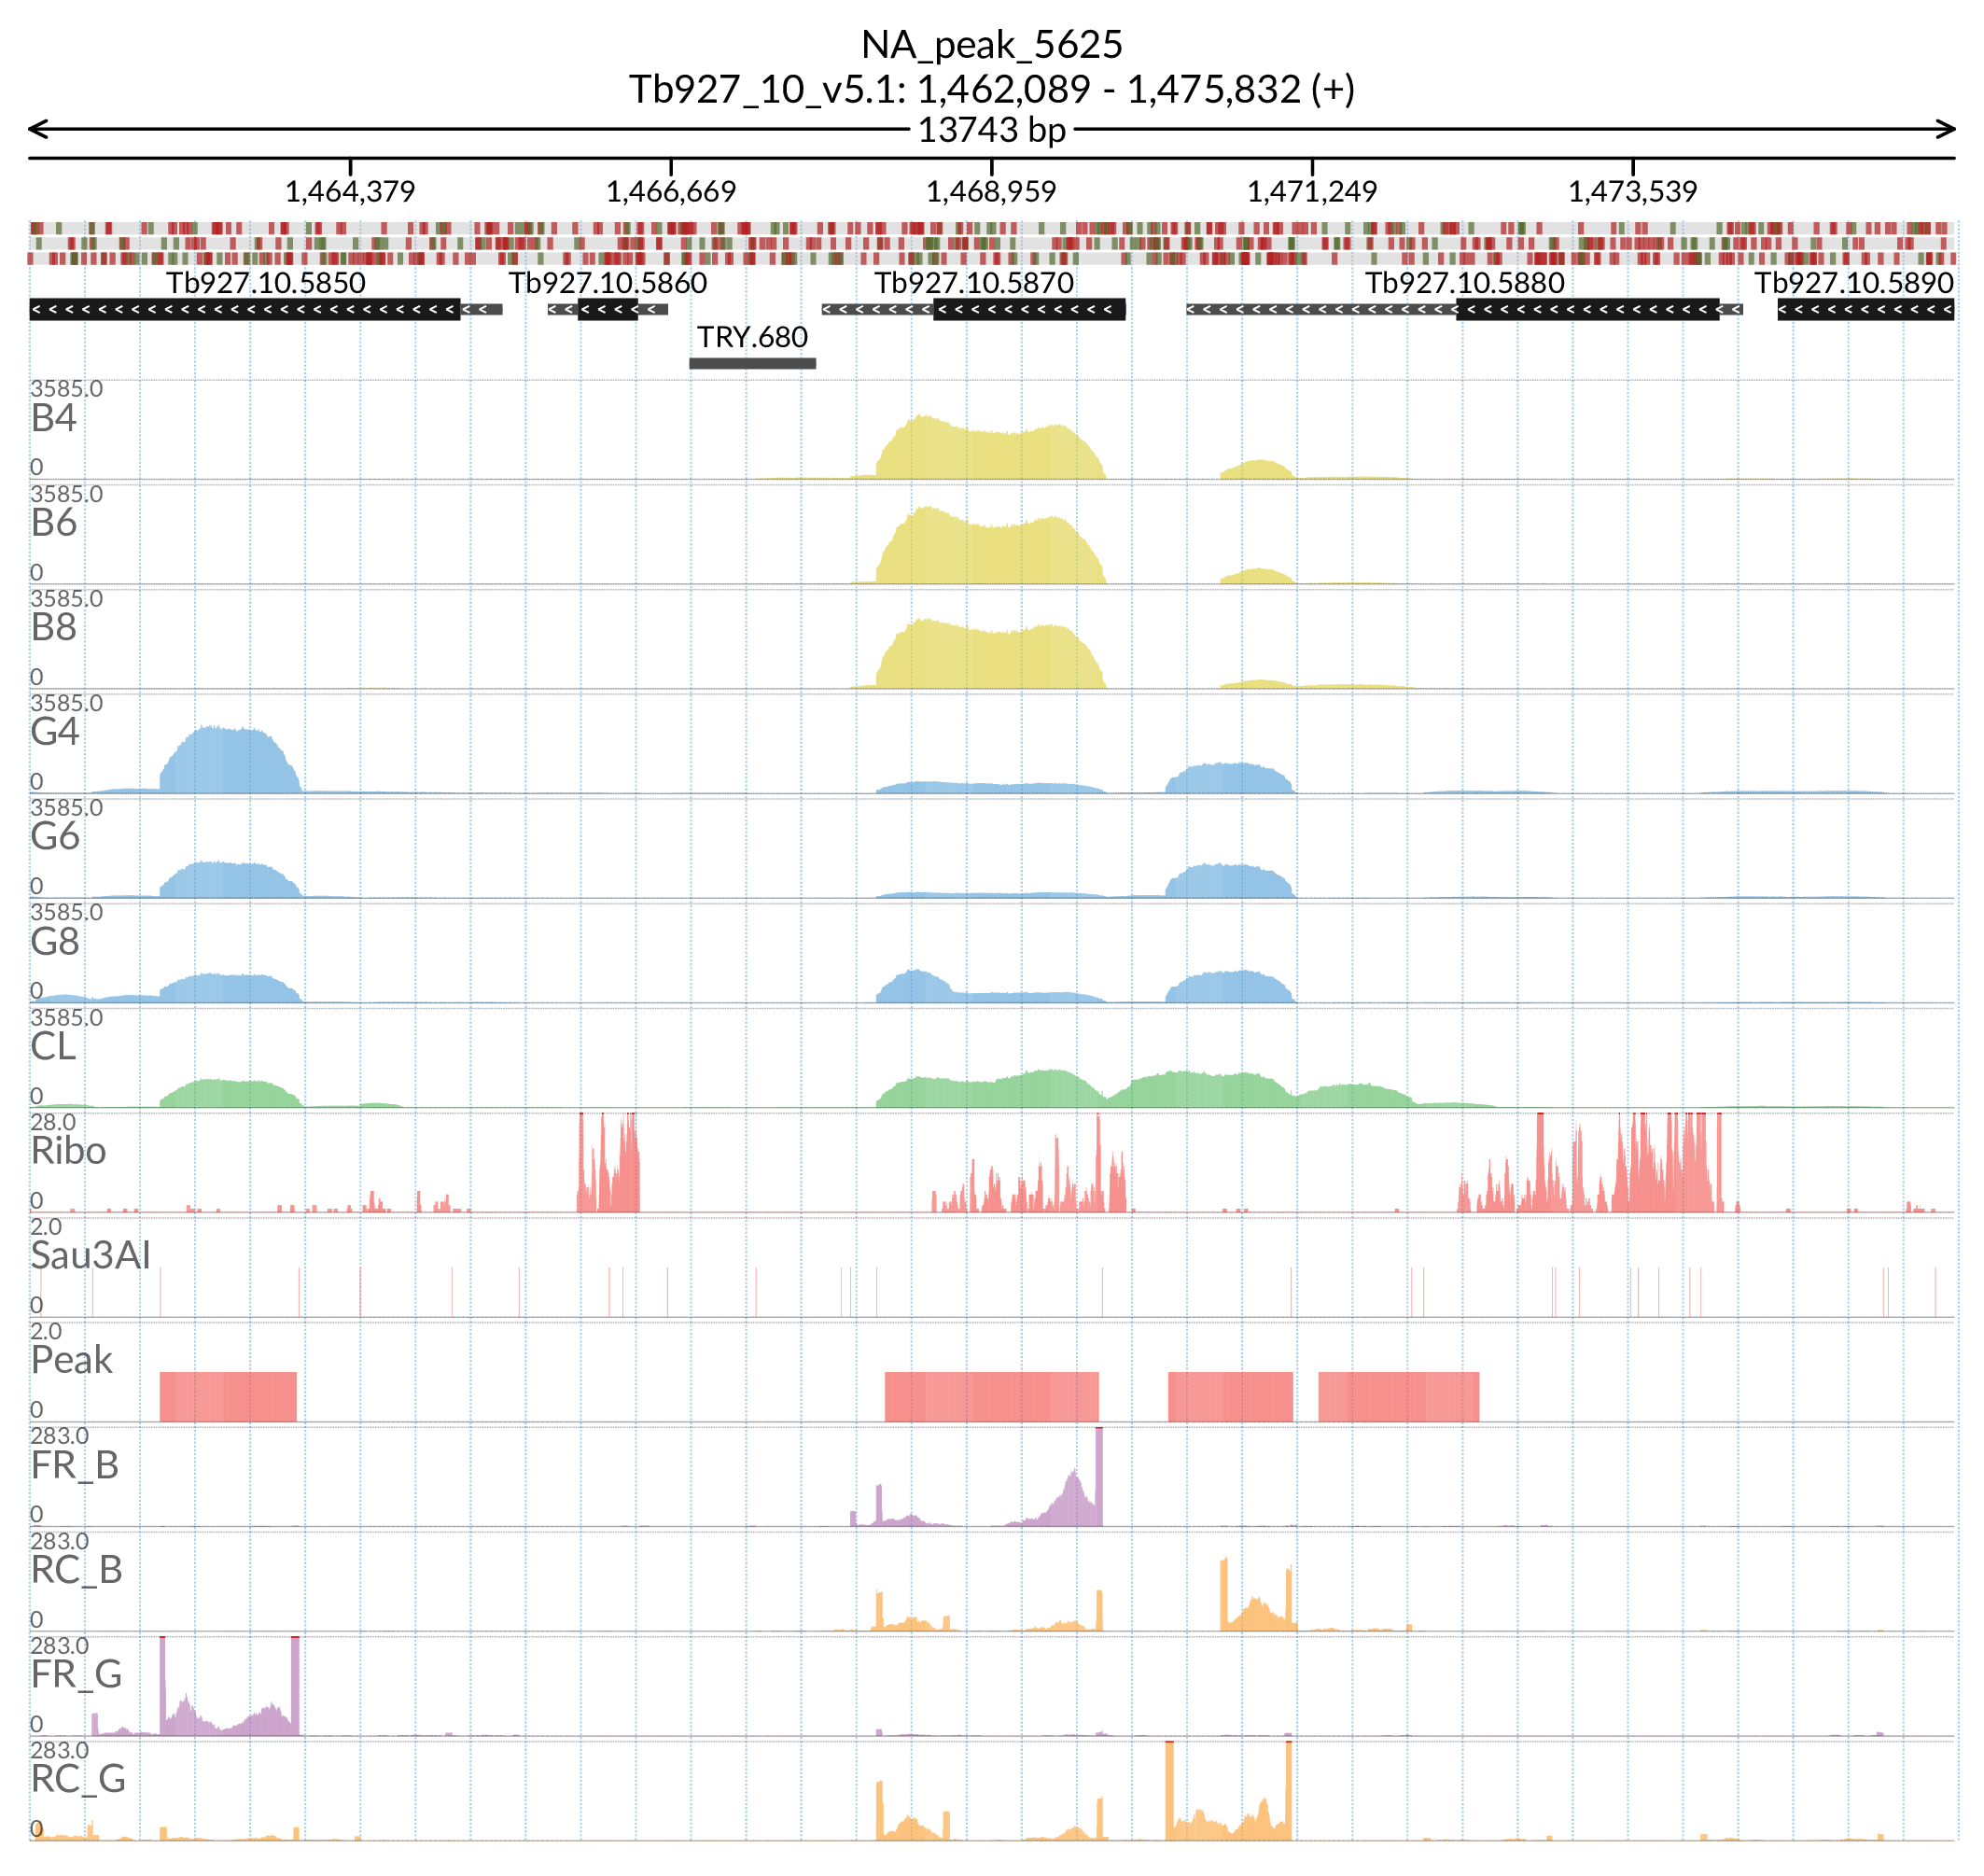 NA_peak_5625
Tb927_10_v5.1: 1,462,089 - 1,475,832 (+)
13743 bp
1,464,379 1,466,669 1,468,959 1,471,249 1,473,539
Tb927.10.5850 Tb927.10.5860 Tb927.10.5870 Tb927.10.5880 Tb927.10.5890
TRY.680
3585.0
B4
0
3585.0
B6
0
3585.0
B8
0
3585.0
G4
0
3585.0
G6
0
3585.0
G8
0
3585.0
CL
0
28.0
Ribo
0
2.0
Sau3AI
0
2.0
Peak
0
283.0
FR_B
0
283.0
RC_B
0
283.0
FR_G
0
283.0
RC_G
0